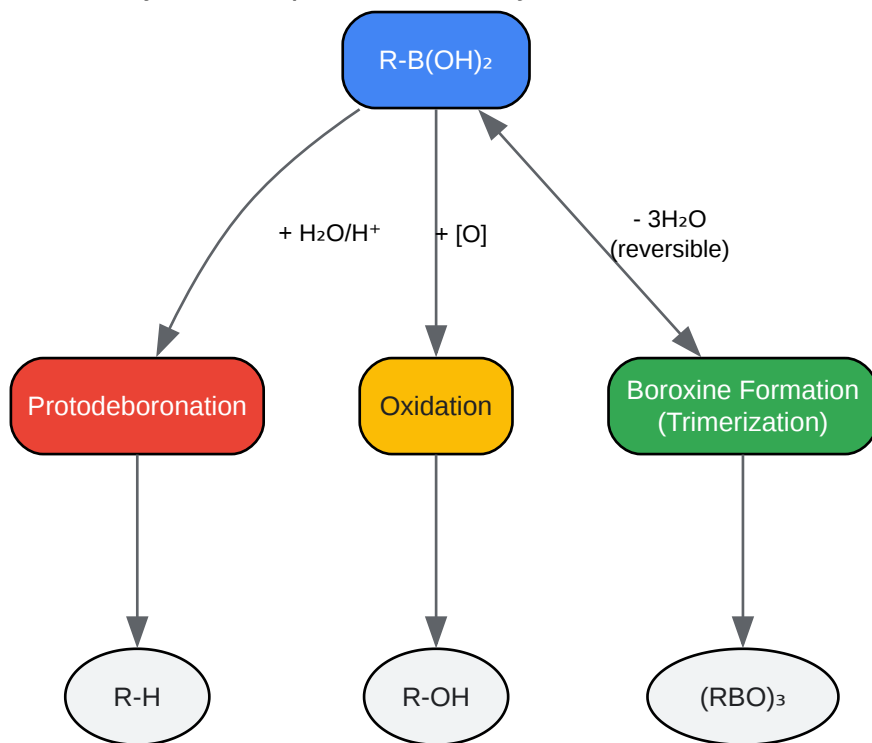 R-B(OH)₂
+ H₂O/H⁺
+ [O]
- 3H₂O
(reversible)
Protodeboronation
Oxidation
Boroxine Formation
(Trimerization)
R-H
R-OH
(RBO)₃